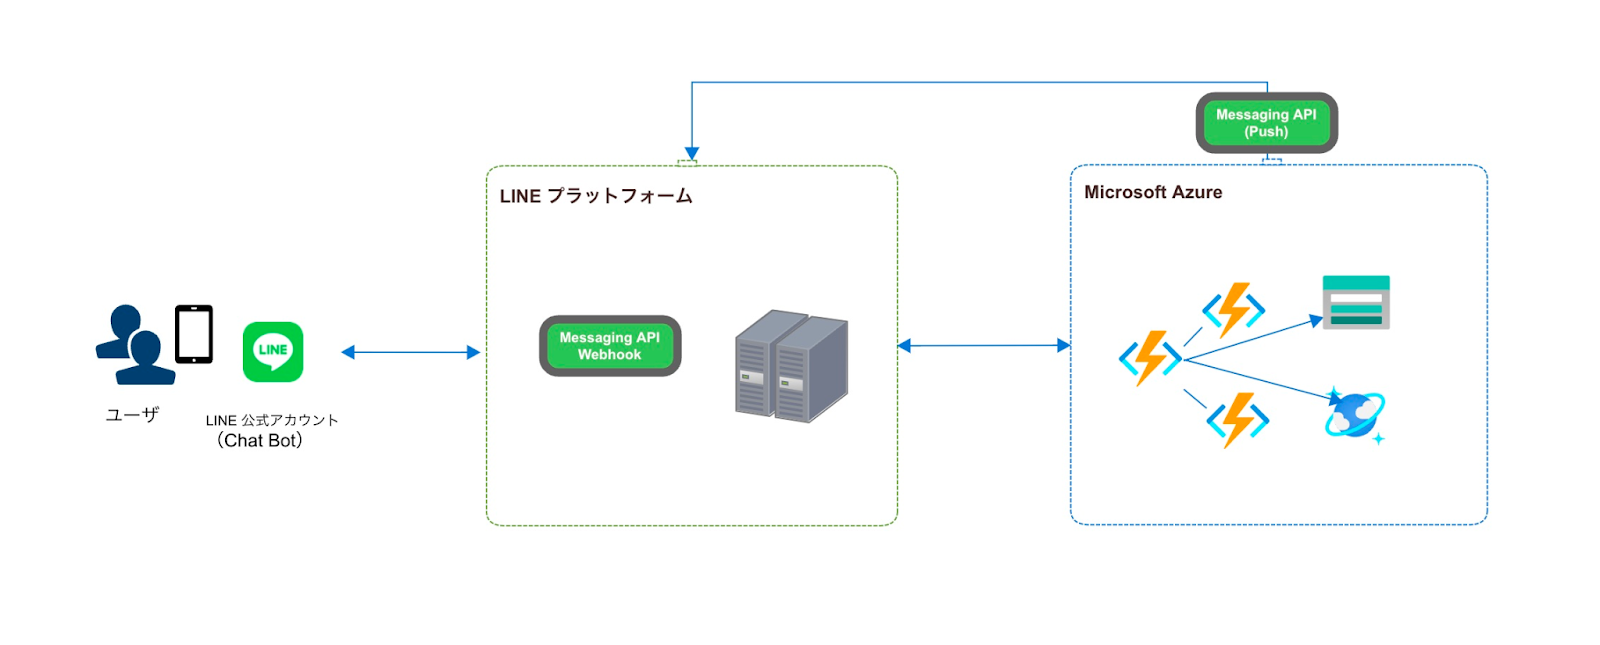 Messaging API
(Push)
LINE プラットフォーム
Microsoft Azure
Messaging API
Webhook
LINE
ユーザ
LINE 公式アカウント
（Chat Bot）